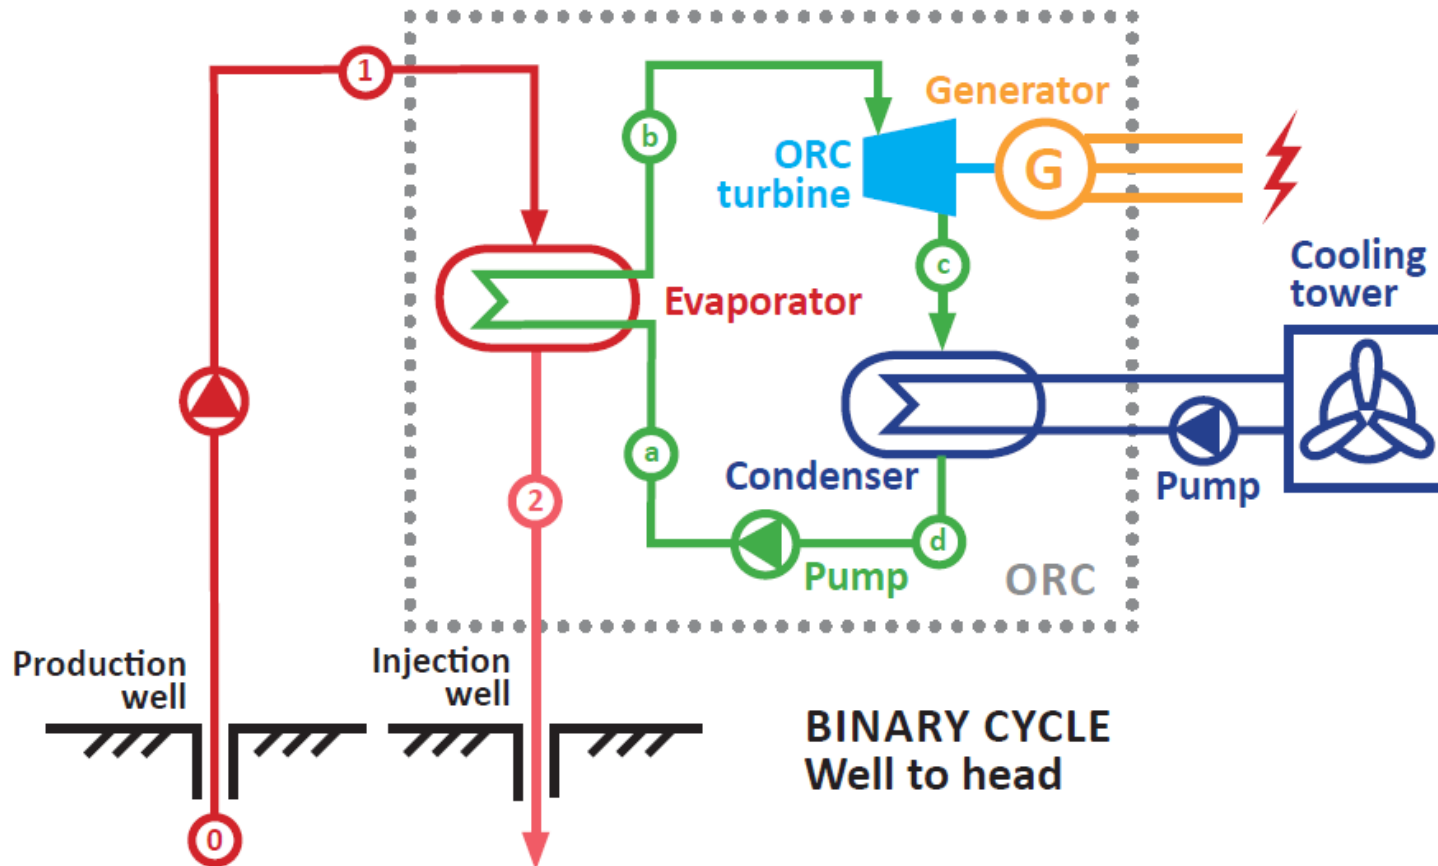 1
b
Generator
ORC
turbine
G
c
Cooling
tower
Evaporator
a
Condenser
Pump
2
d
Pump
ORC
Production
well
Injection
well
BINARY CYCLE
Well to head
0